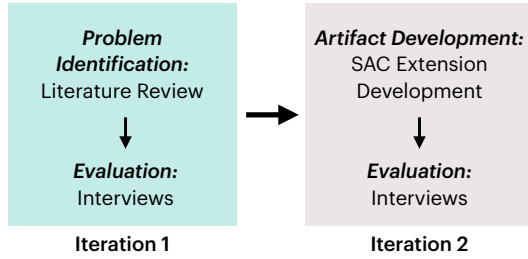 Problem
Identification:
Literature Review
Evaluation:
Interviews
Iteration 1
Artifact Development:
SAC Extension
Development
Evaluation:
Interviews
Iteration 2